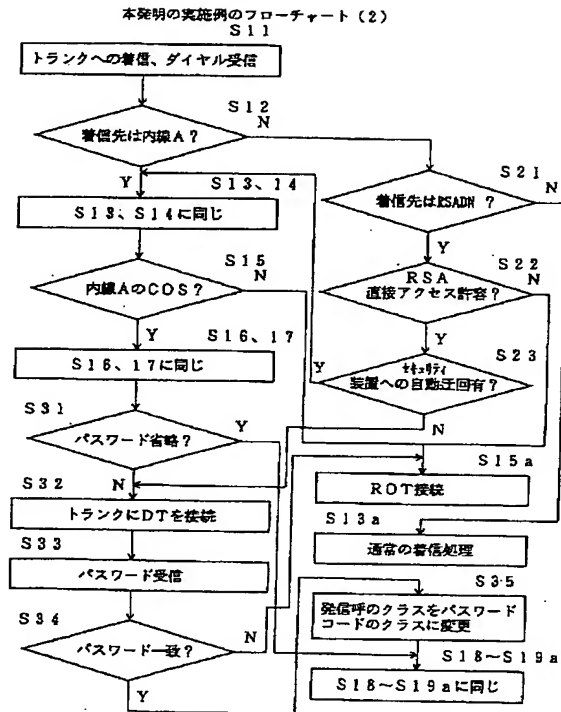 本発明の実施例のフローチャート(2)
S11
トランクへの着信、ダイヤル受信
S12
N
着信先は内線A?
Y
S13、14
S13、S14に同じ
S21
N
着信先はRSADN ?
Y
S15
N
内線AのCOS?
Y
S22
N
RSA
直接アクセス許容?
Y
S16、17
S16、17に同じ
S23
Y
セキュリティ
装置への自動迂回有?
N
S31
Y
パスワード省略?
N
S15a
ROT接続
S32
トランクにDTを接続
S13a
通常の着信処理
S33
パスワード受信
S35
発信呼のクラスをパスワード
コードのクラスに変更
S34
N
パスワード一致?
Y
S18~S19a
S18~S19aに同じ